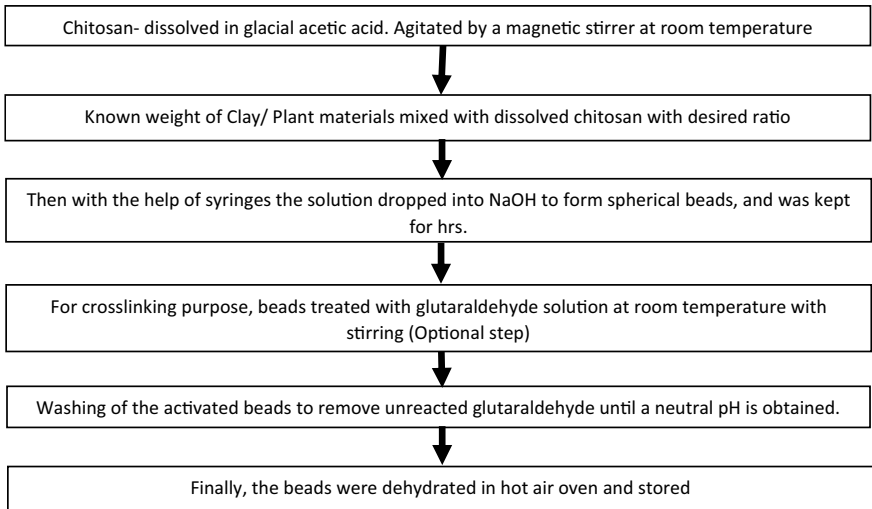 Chitosan- dissolved in glacial acetic acid. Agitated by a magnetic stirrer at room temperature
Known weight of Clay/ Plant materials mixed with dissolved chitosan with desired ratio
Then with the help of syringes the solution dropped into NaOH to form spherical beads, and was kept
for hrs.
For crosslinking purpose, beads treated with glutaraldehyde solution at room temperature with
stirring (Optional step)
Washing of the activated beads to remove unreacted glutaraldehyde until a neutral pH is obtained.
Finally, the beads were dehydrated in hot air oven and stored